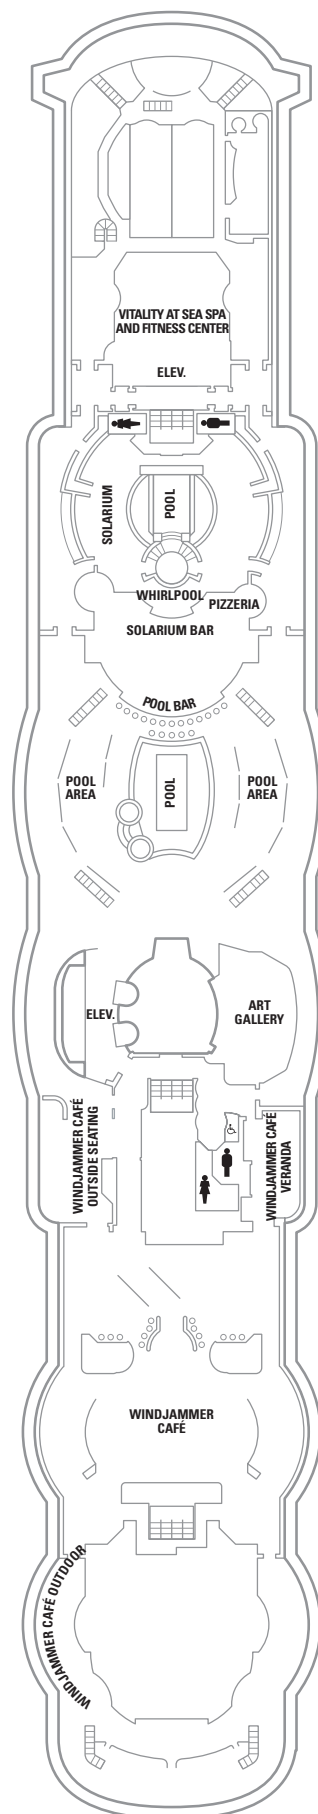 VITALITY AT SEA SPA
AND FITNESS CENTER
ELEV.
SOLARIUM
POOL
WHIRLPOOL
PIZZERIA
SOLARIUM BAR
POOL BAR
POOL
AREA
POOL
POOL
AREA
ELEV.
ART
GALLERY
WINDJAMMER CAFÉ
OUTSIDE SEATING
WINDJAMMER CAFÉ
VERANDA
WINDJAMMER
CAFÉ
WINDJAMMER CAFÉ OUTDOOR